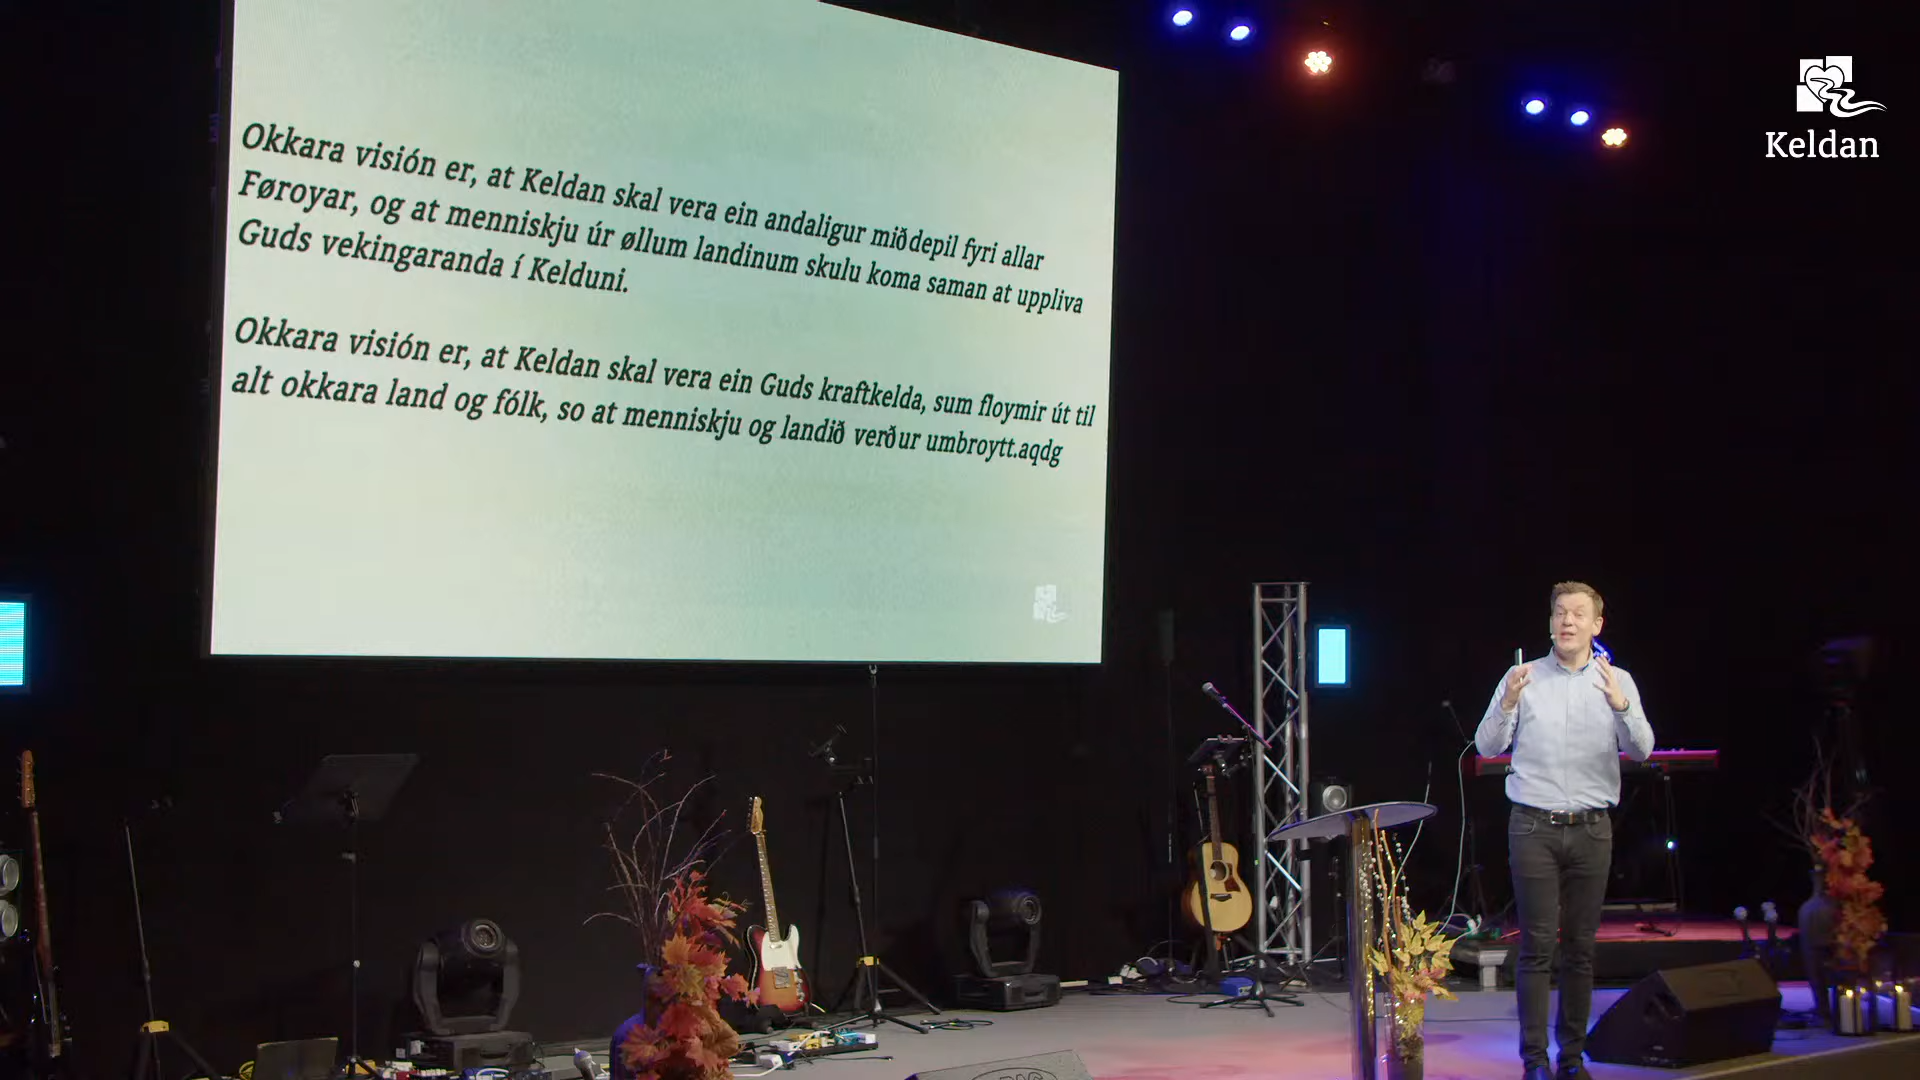 Okkara visión er, at Keldan skal vera ein andaligur miðdepil fyri allar
Føroyar, og at menniskju úr øllum landinum skulu koma saman at uppliva
Guds vekingaranda í Kelduni.
Okkara visión er, at Keldan skal vera ein Guds kraftkelda, sum floymir út til
alt okkara land og fólk, so at menniskju og landið verður umbroytt.aqdg
Keldan